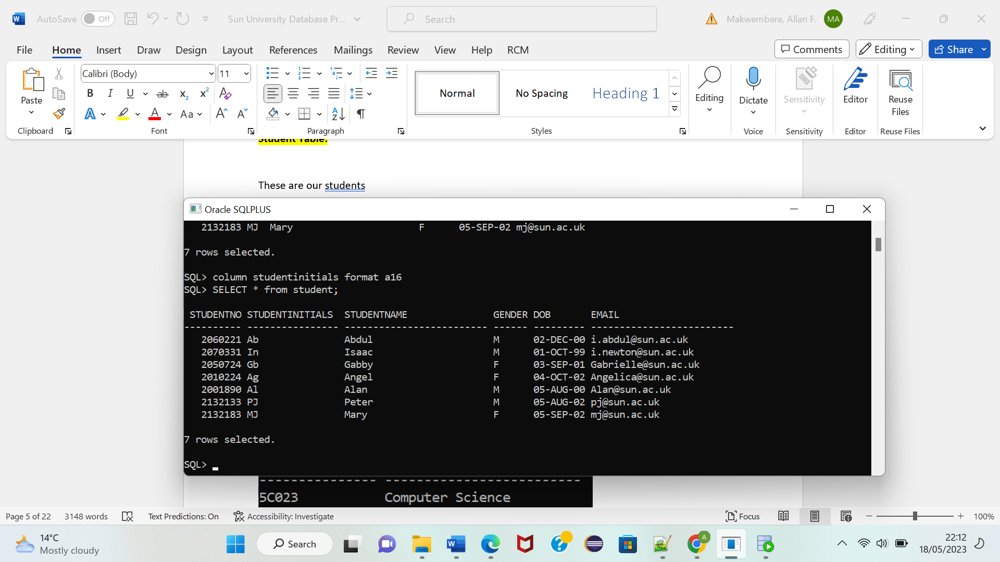 AutoSave Off Sun University Database Pr... Search Makwembere, Allan F. MA
File Home Insert Draw Design Layout References Mailings Review View Help RCM Comments Editing Share
Calibri (Body) 11
Paste
Normal No Spacing Heading 1
Editing Dictate Sensitivity Editor Reuse Files
Clipboard Font Paragraph Styles Voice Sensitivity Editor Reuse Files
Student Table:
These are our students
Oracle SQLPLUS
2132183 MJ Mary F 05-SEP-02 mj@sun.ac.uk
7 rows selected.
SQL> column studentinitials format a16
SQL> SELECT * from student;
STUDENTNO STUDENTINITIALS STUDENTNAME GENDER DOB EMAIL
---------- ---------------- ------------------------- ------ --------- -------------------------
2060221 Ab Abdul M 02-DEC-00 i.abdul@sun.ac.uk
2070331 In Isaac M 01-OCT-99 i.newton@sun.ac.uk
2050724 Gb Gabby F 03-SEP-01 Gabrielle@sun.ac.uk
2010224 Ag Angel F 04-OCT-02 Angelica@sun.ac.uk
2001890 Al Alan M 05-AUG-00 Alan@sun.ac.uk
2132133 PJ Peter M 05-AUG-02 pj@sun.ac.uk
2132183 MJ Mary F 05-SEP-02 mj@sun.ac.uk
7 rows selected.
SQL>
--------------- -------------------------
5C023 Computer Science
Page 5 of 22 3148 words Text Predictions: On Accessibility: Investigate Focus 100%
14°C
Mostly cloudy
Search
22:12
18/05/2023